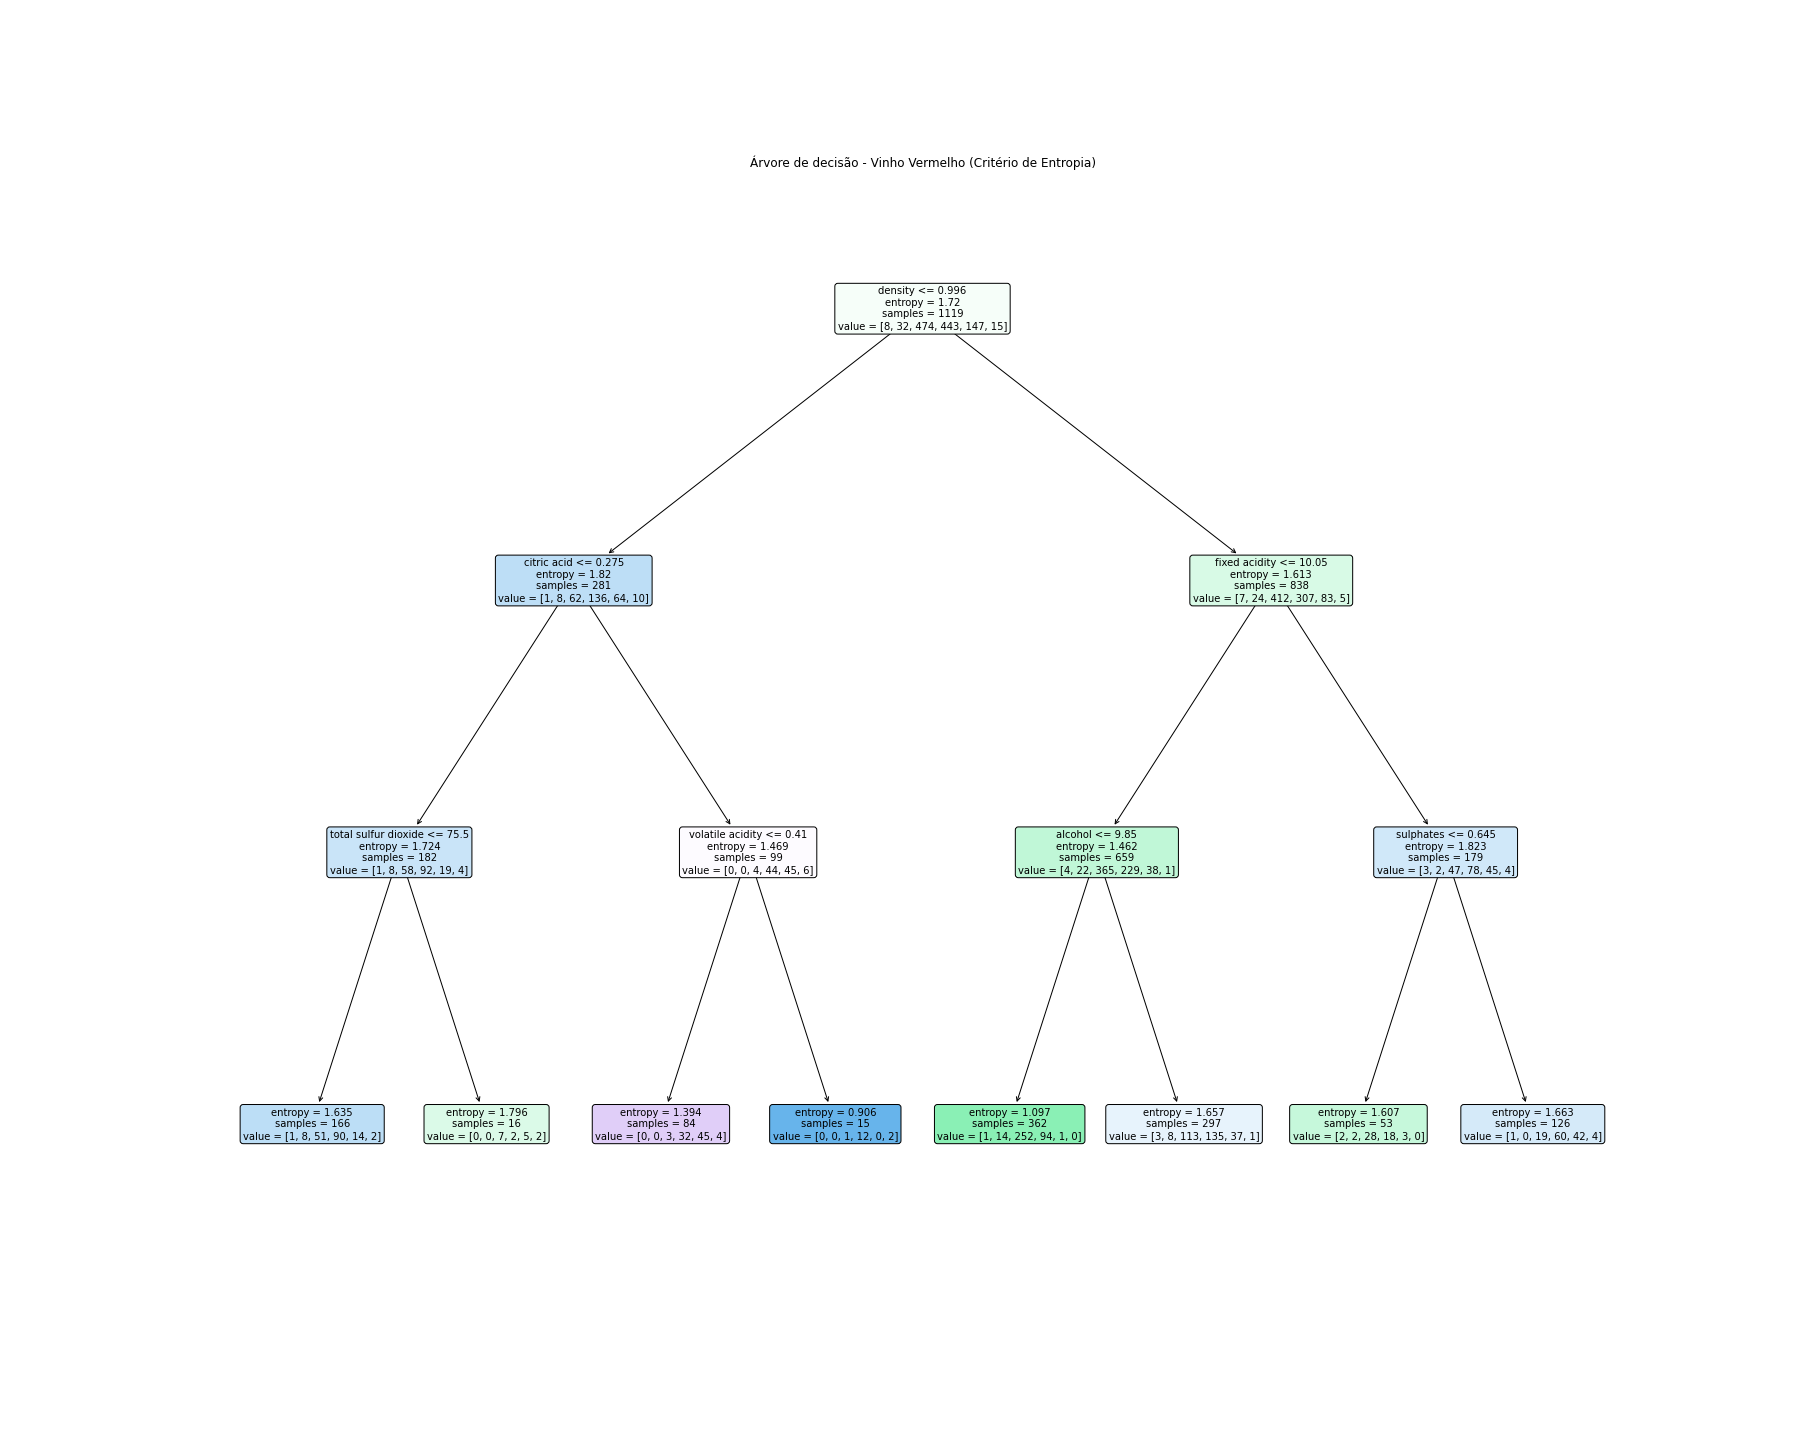 Árvore de decisão - Vinho Vermelho (Critério de Entropia)
density <= 0.996
entropy = 1.72
samples = 1119
value = [8, 32, 474, 443, 147, 15]
citric acid <= 0.275
entropy = 1.82
samples = 281
value = [1, 8, 62, 136, 64, 10]
fixed acidity <= 10.05
entropy = 1.613
samples = 838
value = [7, 24, 412, 307, 83, 5]
total sulfur dioxide <= 75.5
entropy = 1.724
samples = 182
value = [1, 8, 58, 92, 19, 4]
volatile acidity <= 0.41
entropy = 1.469
samples = 99
value = [0, 0, 4, 44, 45, 6]
alcohol <= 9.85
entropy = 1.462
samples = 659
value = [4, 22, 365, 229, 38, 1]
sulphates <= 0.645
entropy = 1.823
samples = 179
value = [3, 2, 47, 78, 45, 4]
entropy = 1.635
samples = 166
value = [1, 8, 51, 90, 14, 2]
entropy = 1.796
samples = 16
value = [0, 0, 7, 2, 5, 2]
entropy = 1.394
samples = 84
value = [0, 0, 3, 32, 45, 4]
entropy = 0.906
samples = 15
value = [0, 0, 1, 12, 0, 2]
entropy = 1.097
samples = 362
value = [1, 14, 252, 94, 1, 0]
entropy = 1.657
samples = 297
value = [3, 8, 113, 135, 37, 1]
entropy = 1.607
samples = 53
value = [2, 2, 28, 18, 3, 0]
entropy = 1.663
samples = 126
value = [1, 0, 19, 60, 42, 4]